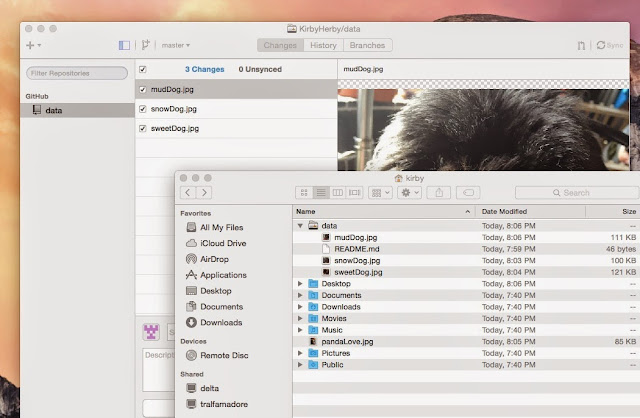 KirbyHerby/data
master
Changes
History
Branches
Sync
Filter Repositories
3 Changes
0 Unsynced
mudDog.jpg
GitHub
data
mudDog.jpg
snowDog.jpg
sweetDog.jpg
kirby
Search
Favorites
All My Files
iCloud Drive
AirDrop
Applications
Desktop
Documents
Downloads
Devices
Remote Disc
Shared
delta
tralfamadore
Name Date Modified Size
data Today, 8:06 PM --
mudDog.jpg Today, 8:06 PM 111 KB
README.md Today, 7:59 PM 46 bytes
snowDog.jpg Today, 8:03 PM 100 KB
sweetDog.jpg Today, 8:04 PM 121 KB
Desktop Today, 8:06 PM --
Documents Today, 7:40 PM --
Downloads Today, 7:40 PM --
Movies Today, 7:40 PM --
Music Today, 7:40 PM --
pandaLove.jpg Today, 8:05 PM 85 KB
Pictures Today, 7:40 PM --
Public Today, 7:40 PM --
S
Descript